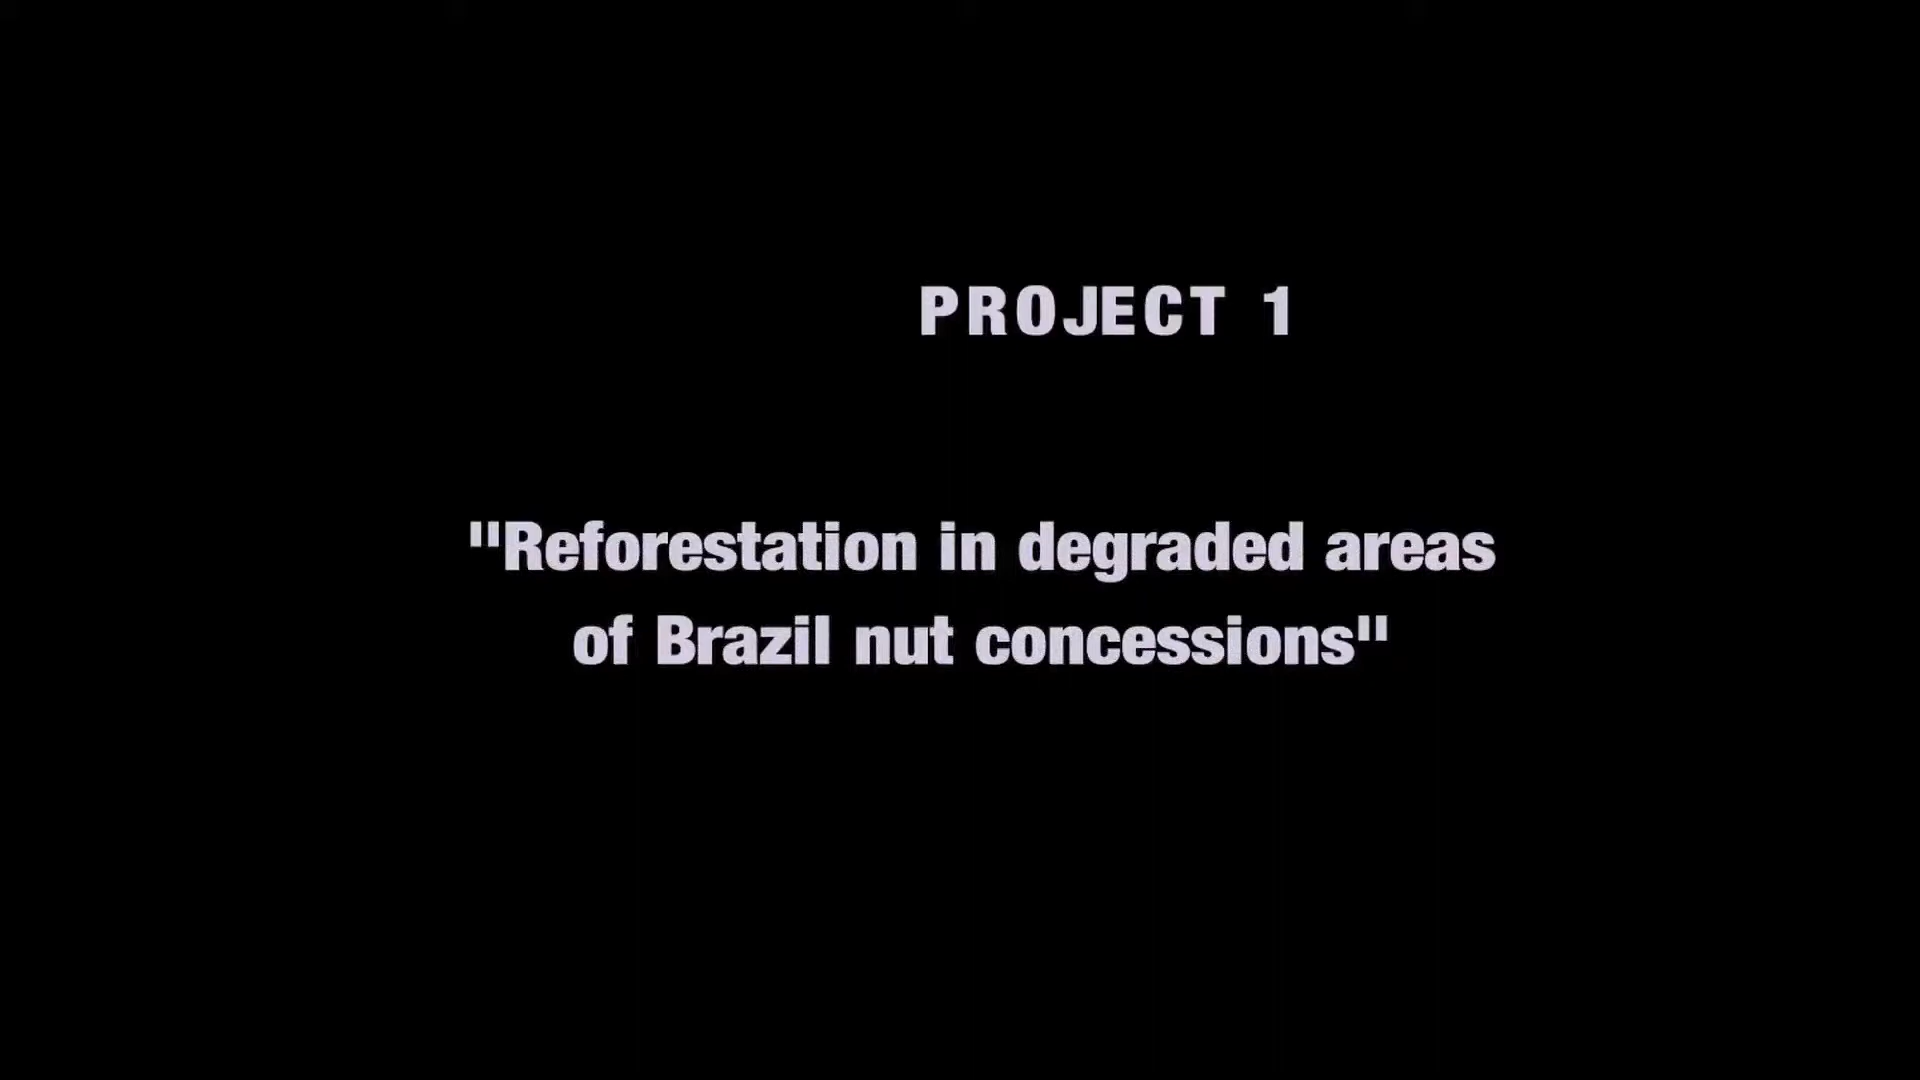 PROJECT 1
"Reforestation in degraded areas
of Brazil nut concessions"